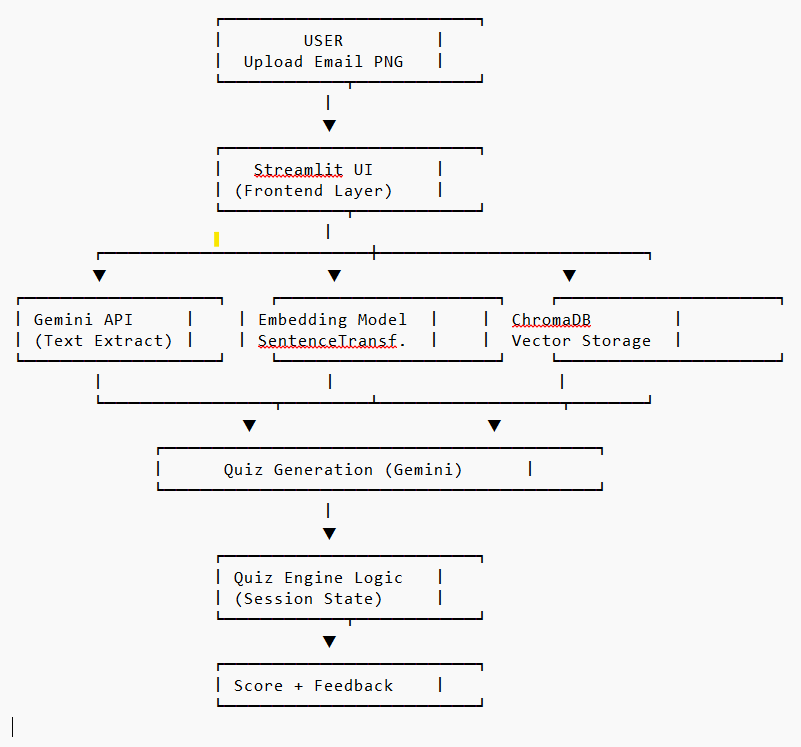 USER
Upload Email PNG
Streamlit UI
(Frontend Layer)
Gemini API
(Text Extract)
Embedding Model
SentenceTransf.
ChromaDB
Vector Storage
Quiz Generation (Gemini)
Quiz Engine Logic
(Session State)
Score + Feedback